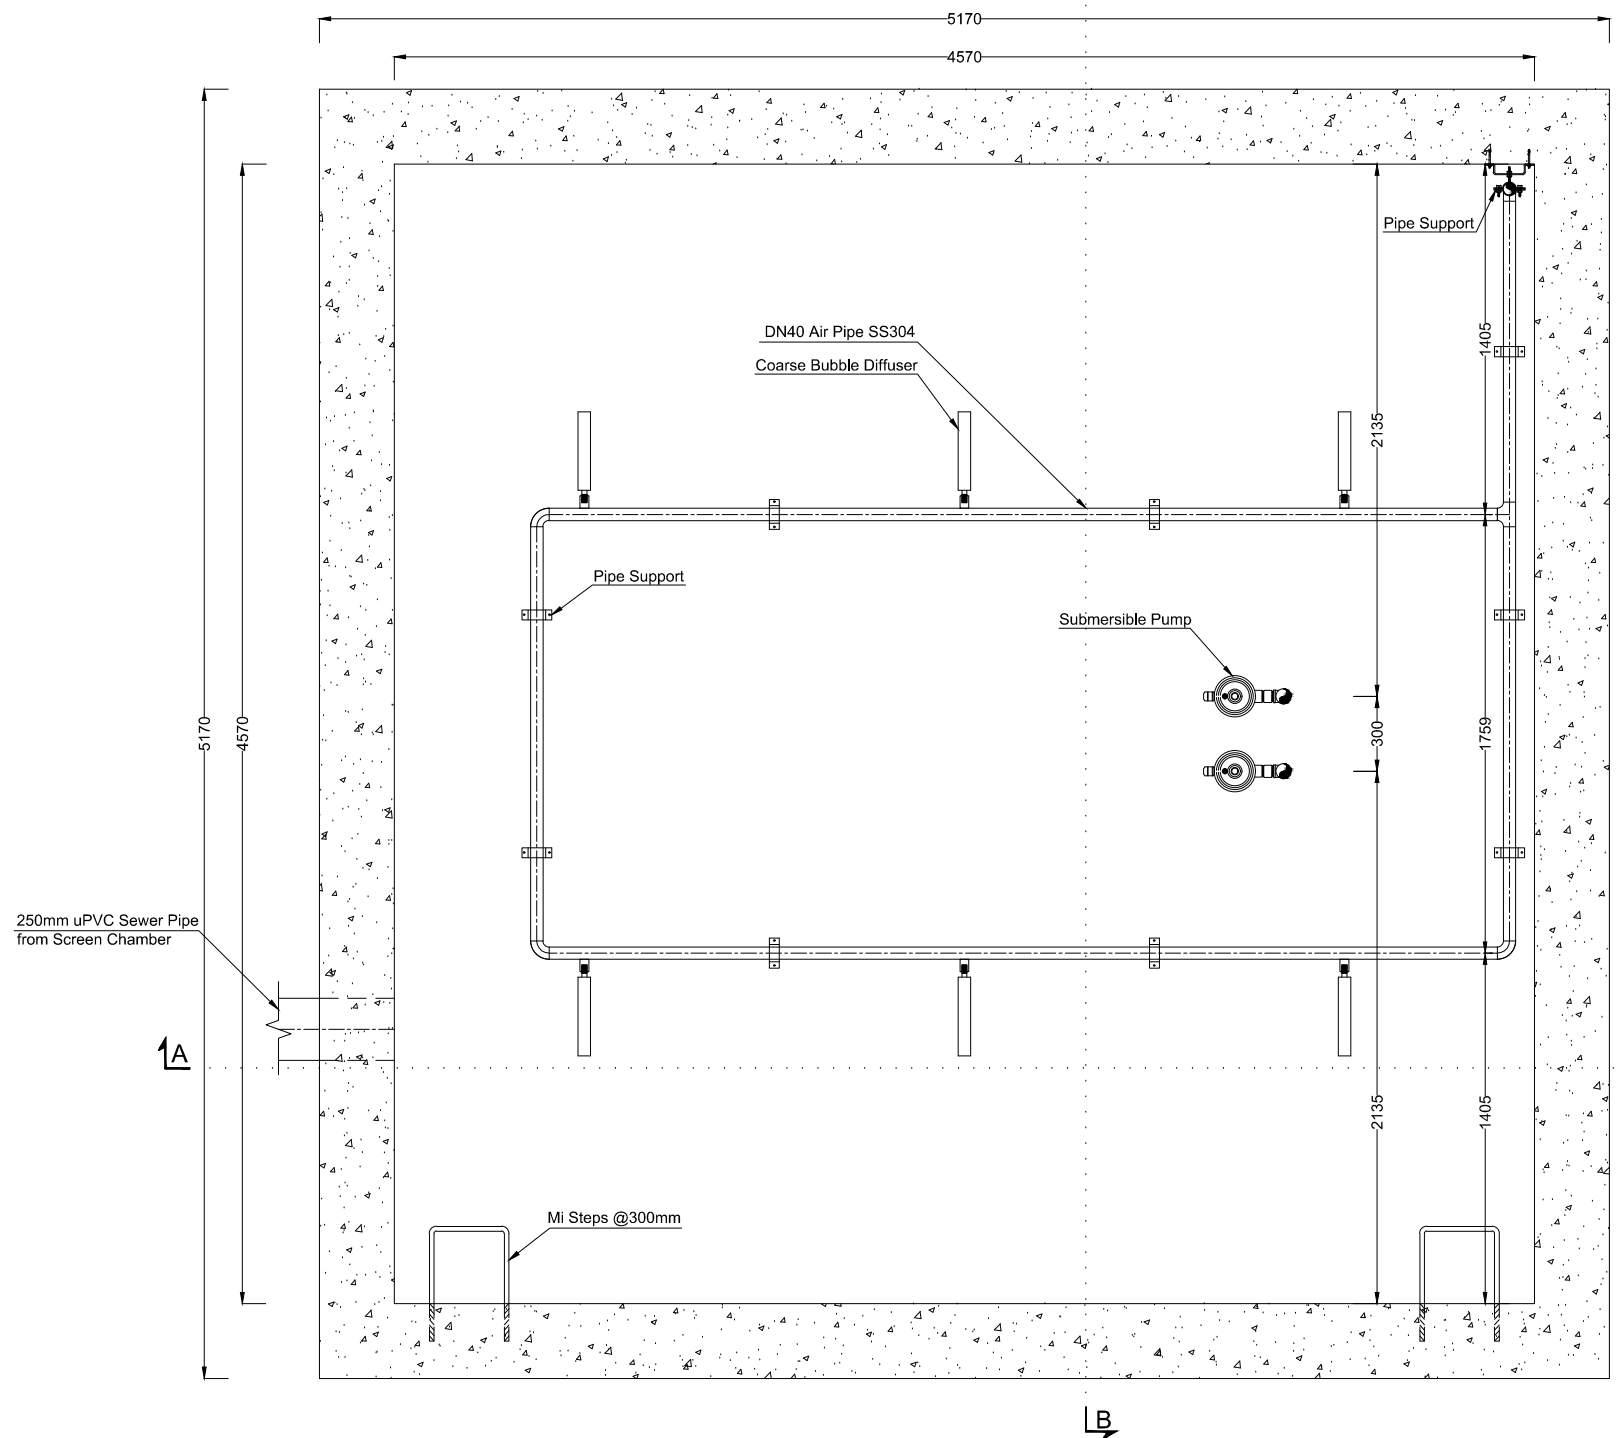 5170
4570
Pipe Support
DN40 Air Pipe SS304
1405
Coarse Bubble Diffuser
2135
Pipe Support
Submersible Pump
5170
4570
300
1759
250mm uPVC Sewer Pipe
from Screen Chamber
A
2135
1405
Mi Steps @300mm
B